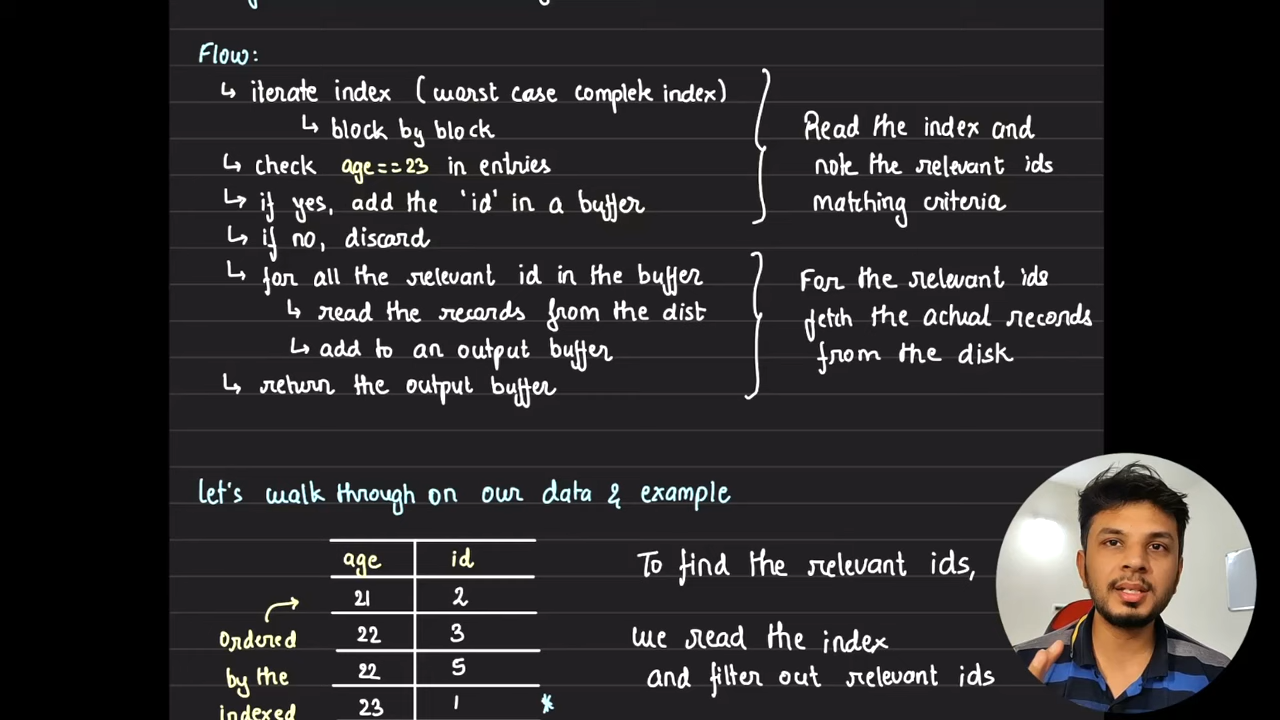 Flow:
↳ iterate index (worst case complek index)
↳ block by block
↳ check age==23 in entries
↳ if yes, add the 'id' in a buffer
↳ if no, discard
↳ for all the relevant id in the buffer
↳ read the records from the dist
↳ add to an output buffer
↳ return the output buffer
Read the index and
note the relevant ids
matching criteria
For the relevant ids
fetch the actual records
from the disk
let's walk through on our data & example
age id
21 2
22 3
22 5
23 1 *
Ordered
by the
indexed
To find the relevant ids,
we read the index
and filter out relevant ids